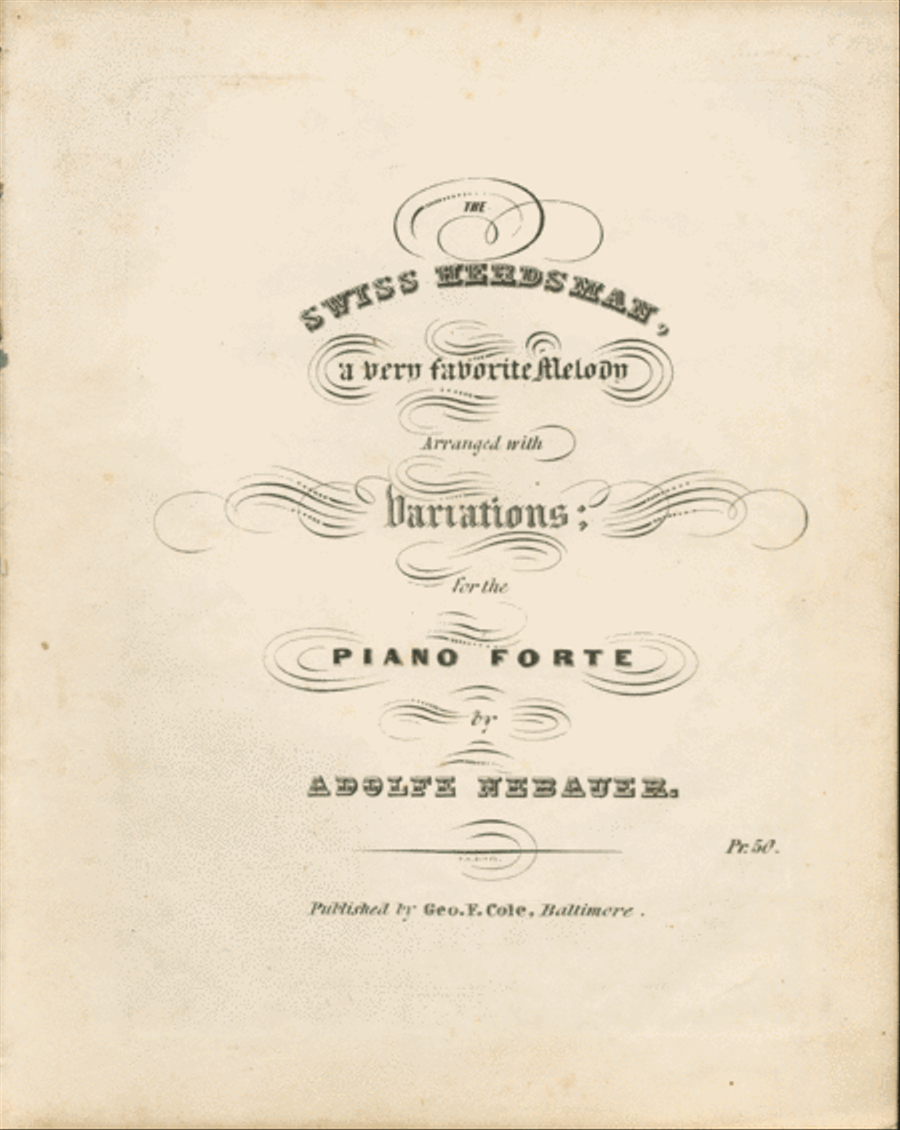 THE
SWISS HERDSMAN,
a very favorite Melody
Arranged with
Variations;
for the
PIANO FORTE
by
ADOLFE NEBAUER.
Pr. 50.
Published by Geo. F. Cole, Baltimore.